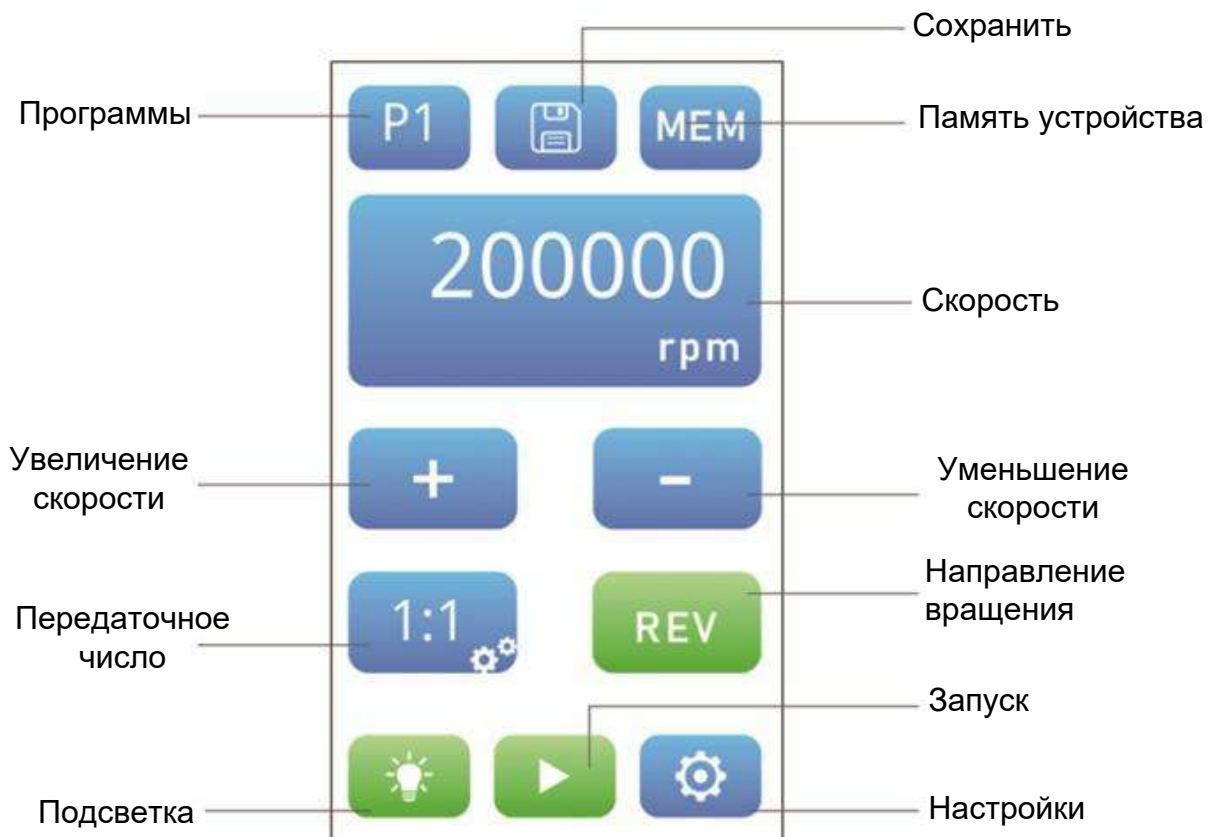 Сохранить
Программы
P1
MEM
Память устройства
200000
rpm
Скорость
Увеличение
скорости
+
-
Уменьшение
скорости
Передаточное
число
1:1
REV
Направление
вращения
Запуск
Подсветка
Настройки